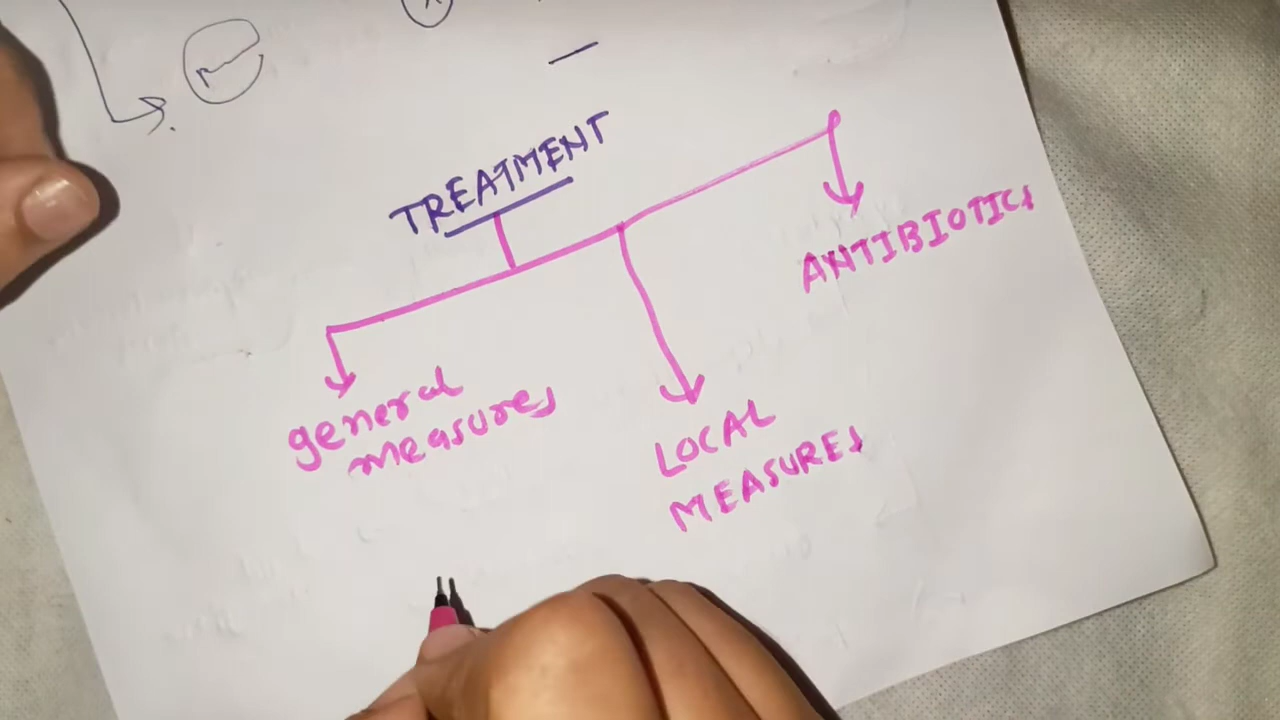 TREATMENT
general
measures
LOCAL
MEASURES
ANTIBIOTICS